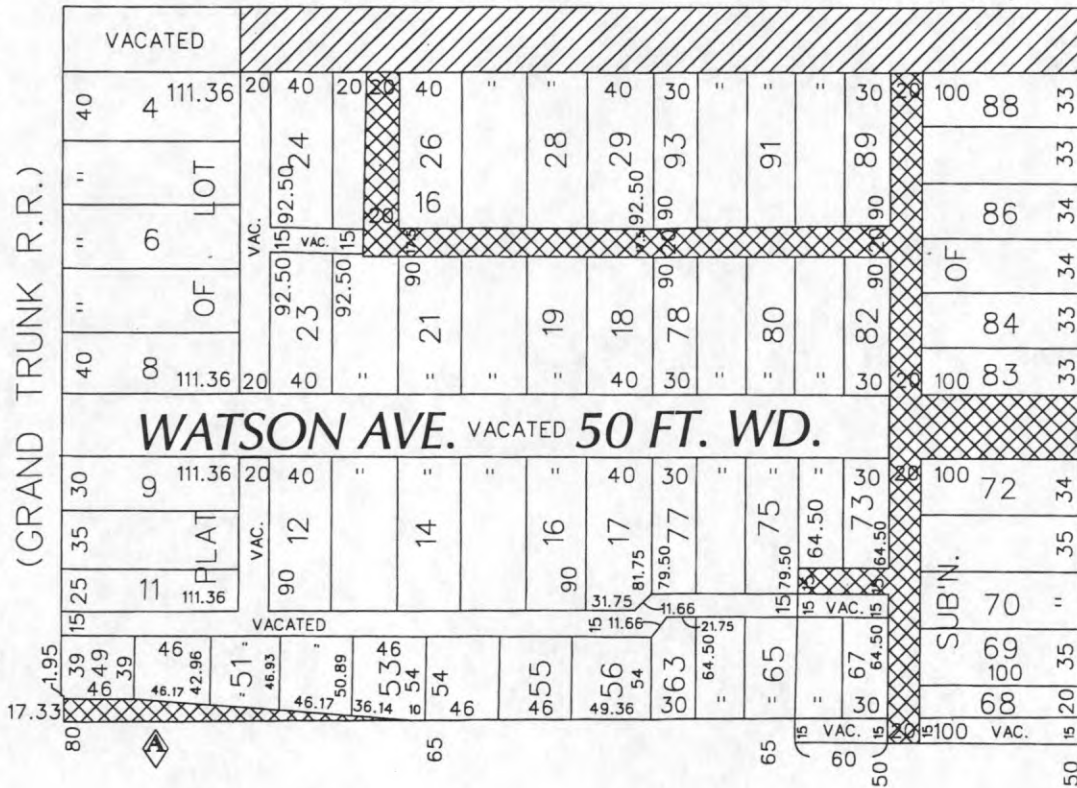 (GRAND TRUNK R.R.)
VACATED
40 4 111.36
" LOT
" 6
" OF
40 8 111.36
20 40 20 20 40 " " 40 30 " " 30 20
24 26 28 29 93 91 89
92.50 16 92.50 90 90
VAC. 15 15 20 17.5 17.5 20 20
VAC.
92.50 92.50 90 90 90
23 21 19 18 78 80 82
20 40 " " " " 40 30 " " " 30 20
100 88 33
33
86 34
OF 34
84 33
100 83 33
WATSON AVE. VACATED 50 FT. WD.
30 9 111.36
35 PLAT
25 11 111.36
20 " " " 40 30 " " " 30 20
VAC. 12 14 16 17 77 75 73
90 90 81.75 79.50 79.50 64.50 64.50
15 15
31.75 11.66 15 VAC. 15
15 VACATED 15 11.66 21.75
100 72 34
35
SUB'N. 70 "
69 35
100
68 20
1.95 39 49 39 46 46 " 46
46 46.17 42.96 51 46.93 50.89 53 54 54 55 56 54 63 64.50 65 67 64.50
46.17 36.14 10 46 46 49.36 30 " " " 30
17.33
15 VAC. 15 20 15 100 VAC. 15
80 A 65 65 60 50 50